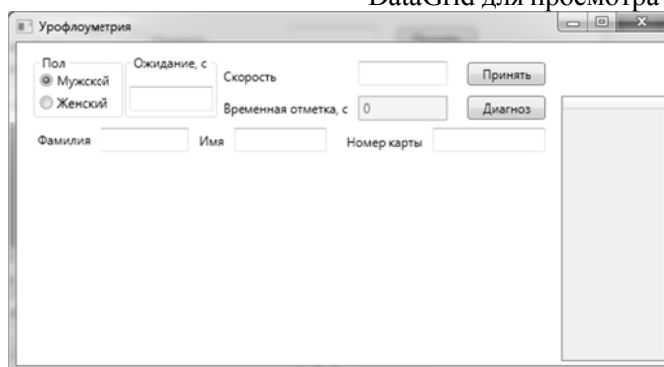 DataGrid для просмотра
Урофлоуметрия
Пол
Ожидание, с
Мужской
Скорость
Принять
Женский
Временная отметка, с
0
Диагноз
Фамилия
Имя
Номер карты